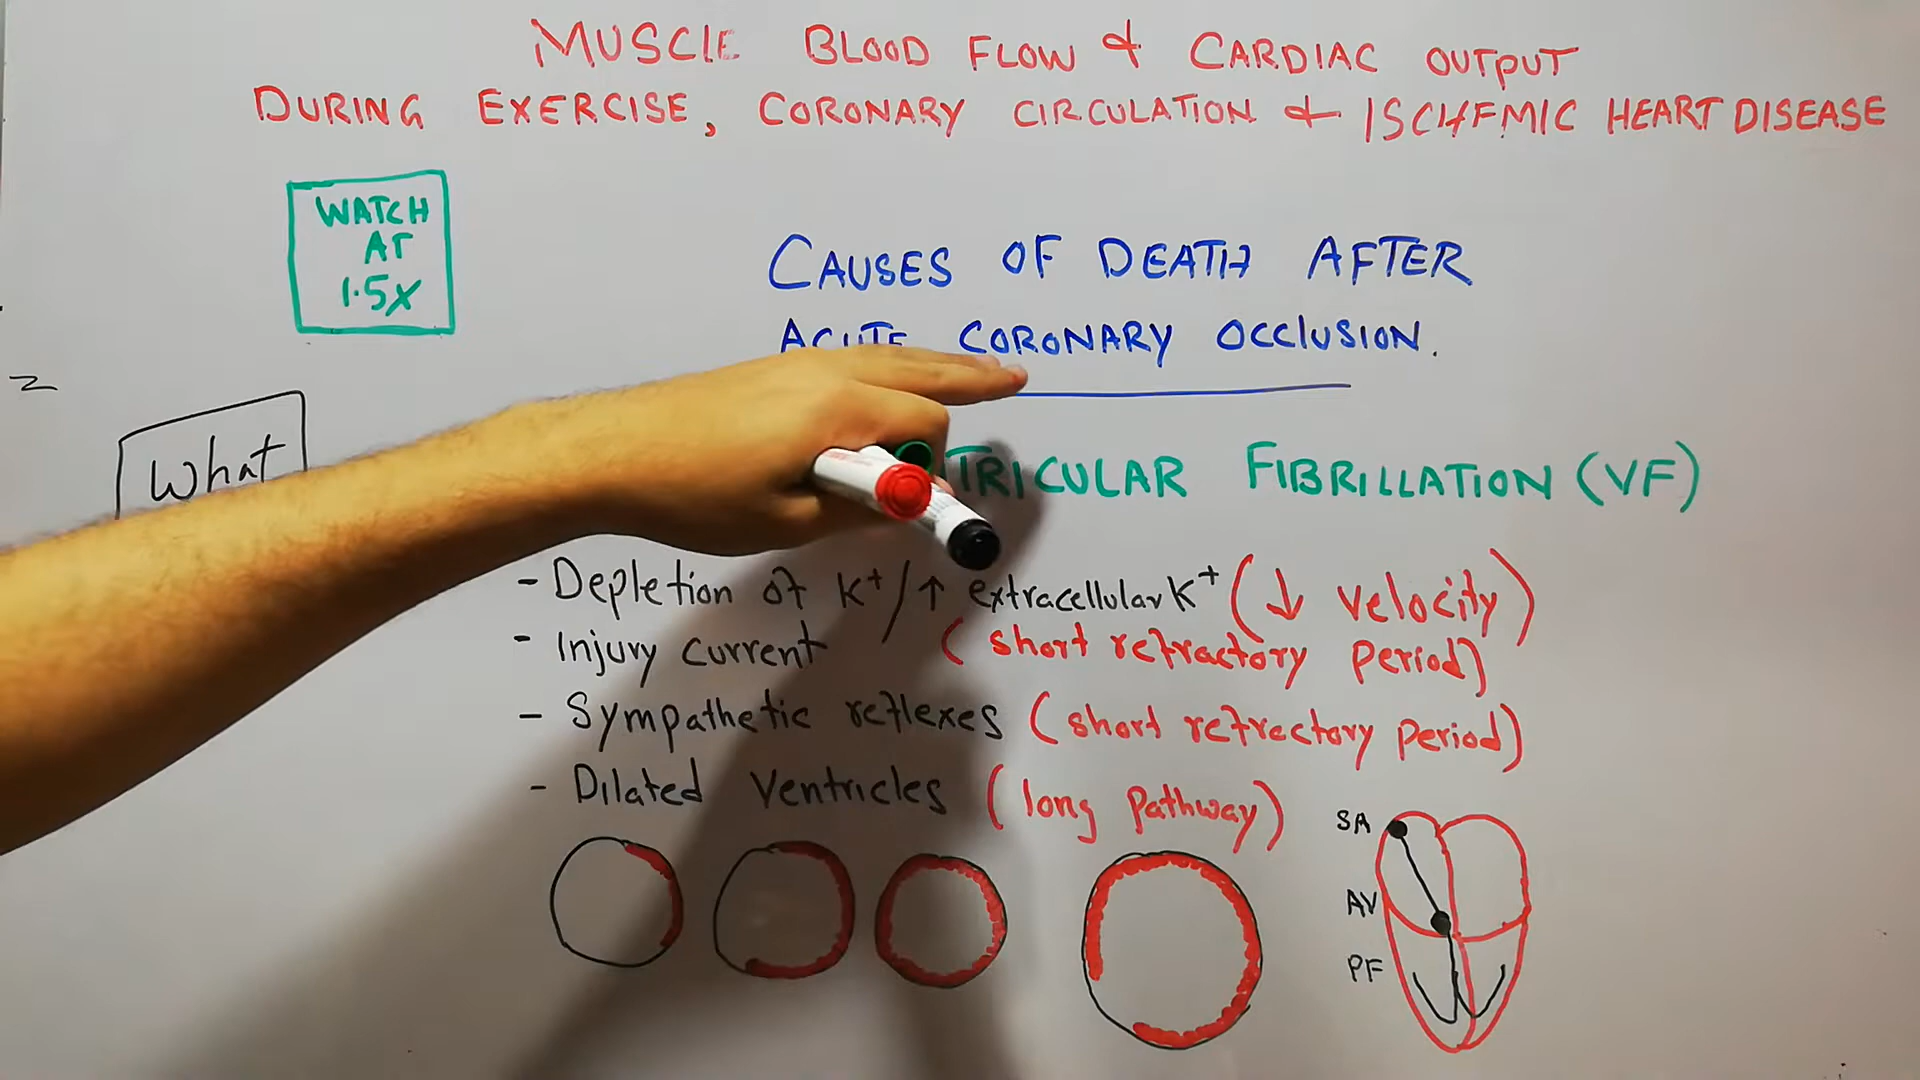 MUSCLE BLOOD FLOW & CARDIAC OUTPUT
DURING EXERCISE, CORONARY CIRCULATION & ISCHEMIC HEART DISEASE
WATCH
AT
1.5X
CAUSES OF DEATH AFTER
ACUTE CORONARY OCCLUSION.
What
TRICULAR FIBRILLATION (VF)
- Depletion of K+/↑ extracellular K+ (↓ velocity)
- Injury current (short refractory period)
- Sympathetic reflexes (short refractory period)
- Dilated ventricles (long pathway)
SA
AV
PF